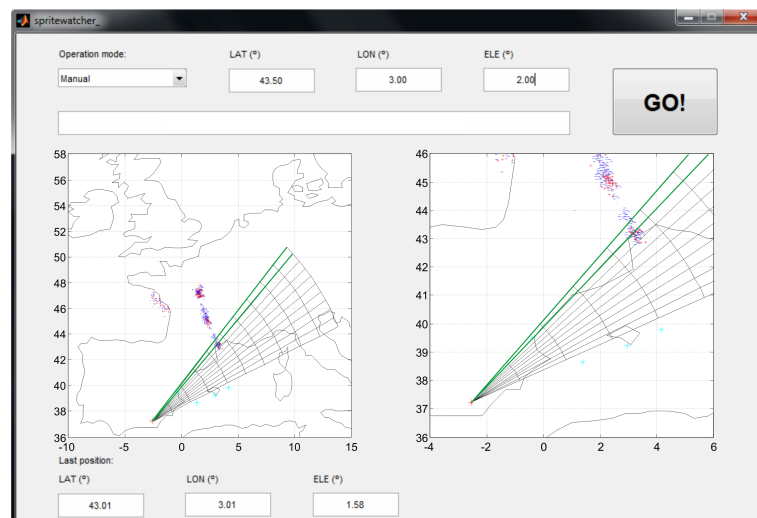 spritewatcher_
Operation mode: LAT (º) LON (º) ELE (º)
Manual 43.50 3.00 2.00
GO!
58
56
54
52
50
48
46
44
42
40
38
36
-10 -5 0 5 10 15
46
45
44
43
42
41
40
39
38
37
36
-4 -2 0 2 4 6
Last position:
LAT (º) LON (º) ELE (º)
43.01 3.01 1.58